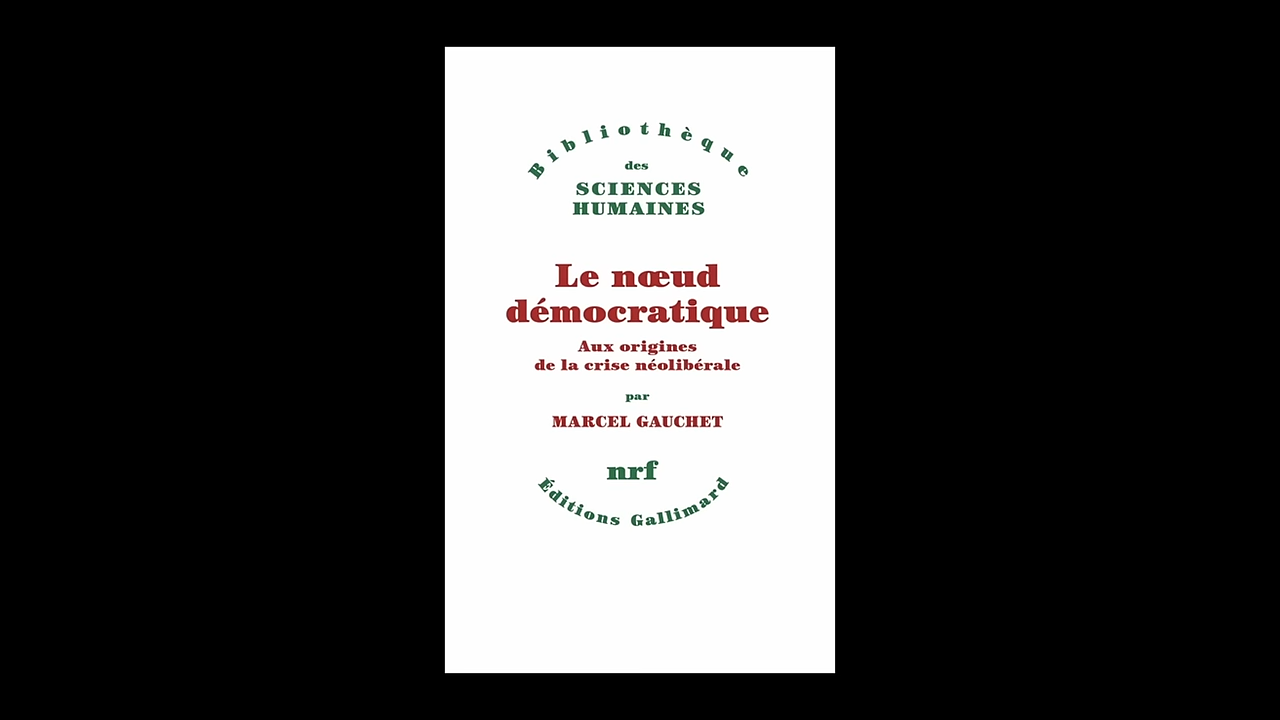 Bibliothèque
des
SCIENCES
HUMAINES
Le nœud
démocratique
Aux origines
de la crise néolibérale
par
MARCEL GAUCHET
nrf
Éditions Gallimard